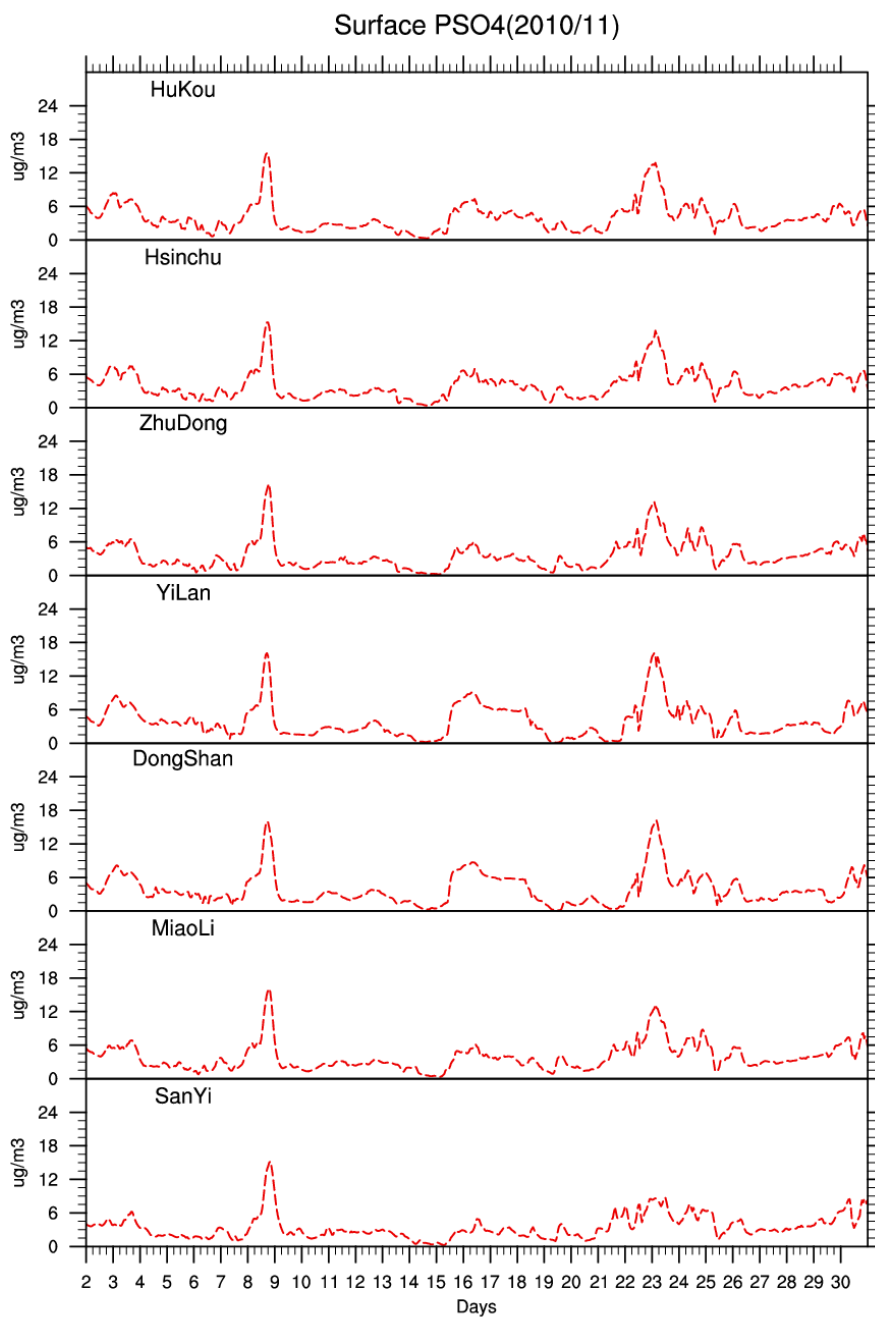 Surface PSO4(2010/11)
HuKou
24
18
12
6
0
ug/m3
Hsinchu
24
18
12
6
0
ug/m3
ZhuDong
24
18
12
6
0
ug/m3
YiLan
24
18
12
6
0
ug/m3
DongShan
24
18
12
6
0
ug/m3
MiaoLi
24
18
12
6
0
ug/m3
SanYi
24
18
12
6
0
ug/m3
2 3 4 5 6 7 8 9 10 11 12 13 14 15 16 17 18 19 20 21 22 23 24 25 26 27 28 29 30
Days